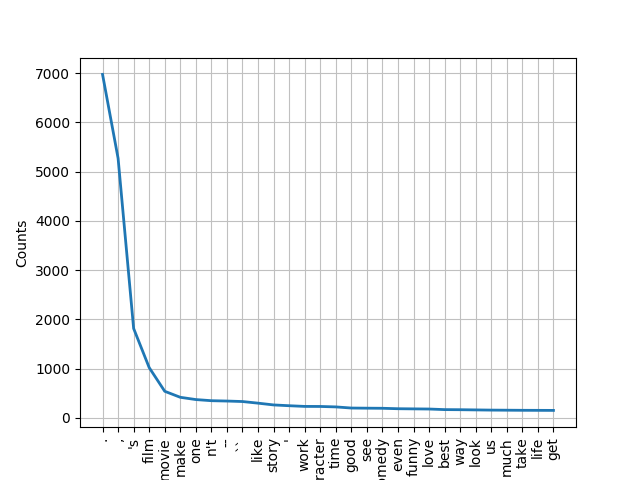 7000
6000
5000
4000
3000
2000
1000
0
Counts
.
,
's
film
movie
make
one
n't
--
``
like
story
'
work
racter
time
good
see
omedy
even
funny
love
best
way
look
us
much
take
life
get